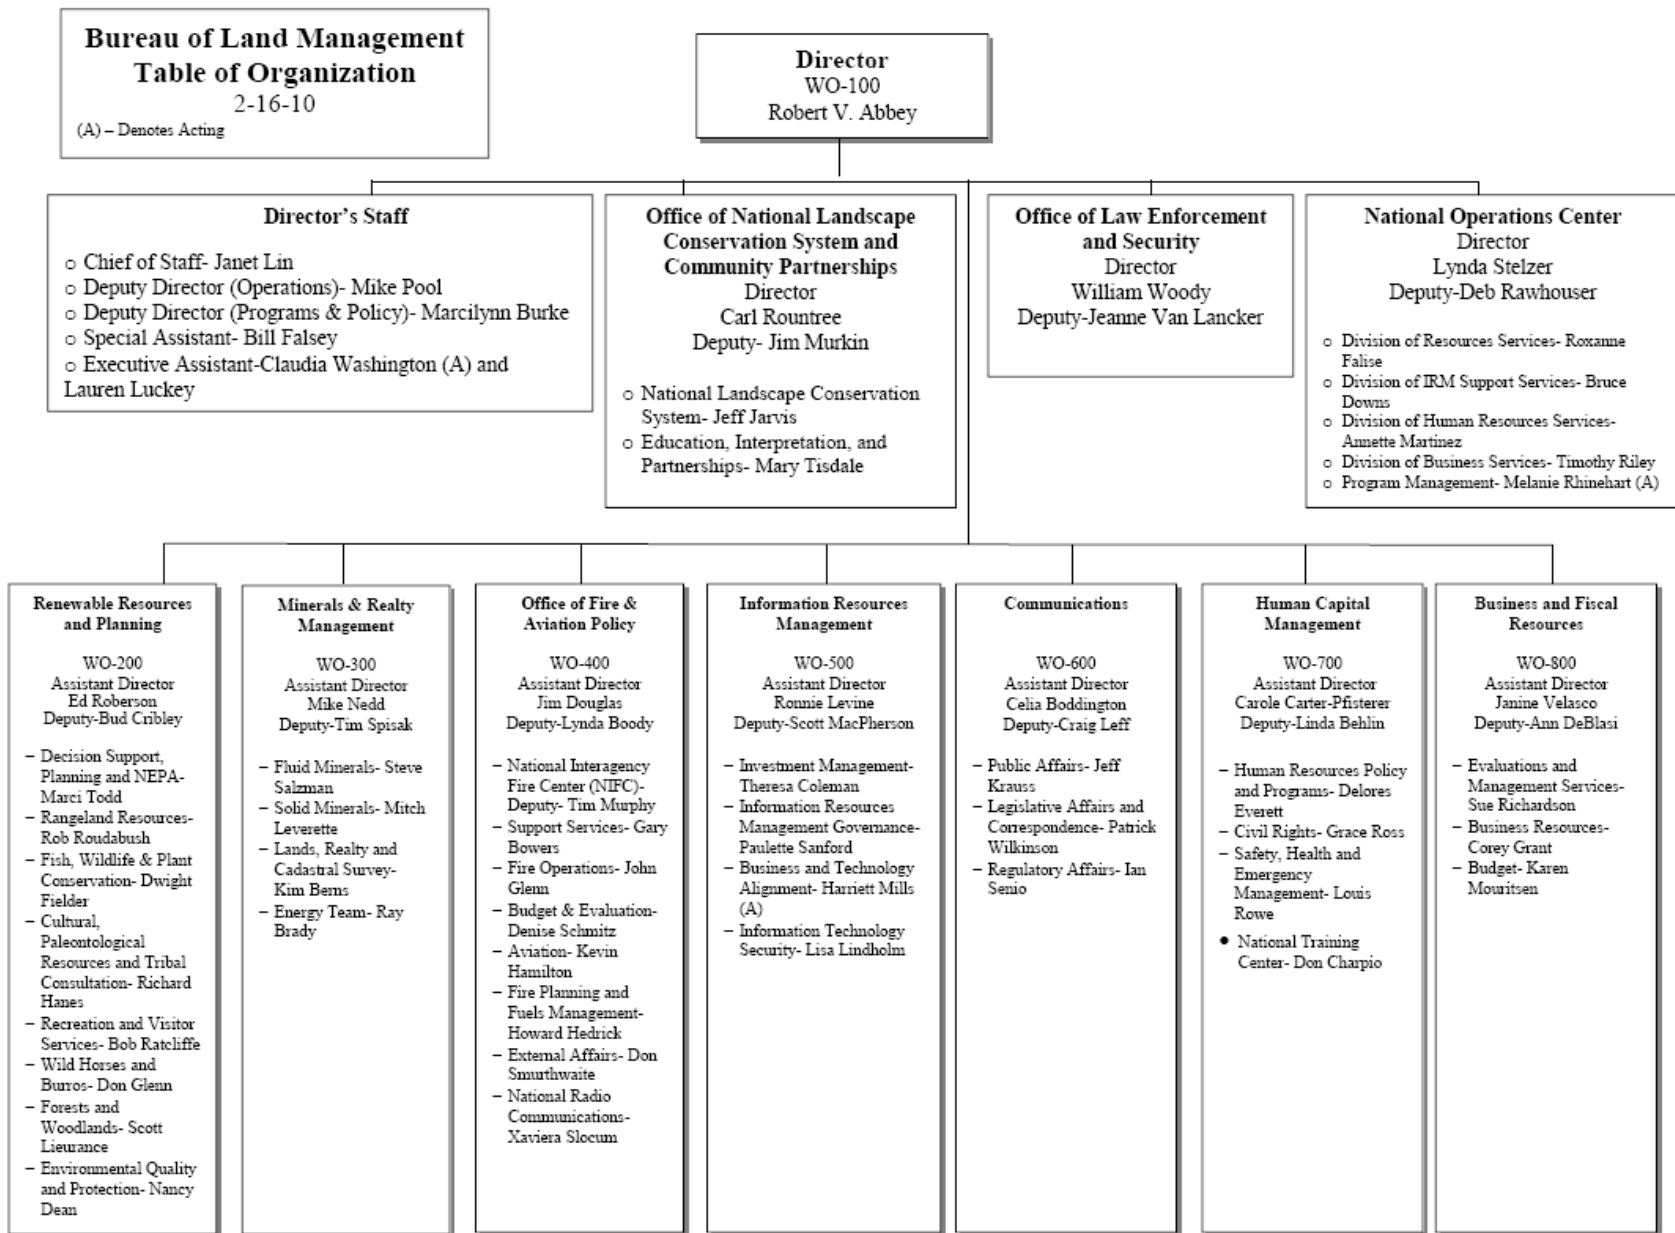 Bureau of Land Management
Table of Organization
2-16-10
(A) – Denotes Acting
Director
WO-100
Robert V. Abbey
Director's Staff
o Chief of Staff- Janet Lin
o Deputy Director (Operations)- Mike Pool
o Deputy Director (Programs & Policy)- Marcilynn Burke
o Special Assistant- Bill Falsey
o Executive Assistant-Claudia Washington (A) and
Lauren Luckey
Office of National Landscape
Conservation System and
Community Partnerships
Director
Carl Rountree
Deputy- Jim Murkin
o National Landscape Conservation
System- Jeff Jarvis
o Education, Interpretation, and
Partnerships- Mary Tisdale
Office of Law Enforcement
and Security
Director
William Woody
Deputy-Jeanne Van Lancker
National Operations Center
Director
Lynda Stelzer
Deputy-Deb Rawhouser
o Division of Resources Services- Roxanne
Falise
o Division of IRM Support Services- Bruce
Downs
o Division of Human Resources Services-
Annette Martinez
o Division of Business Services- Timothy Riley
o Program Management- Melanie Rhinehart (A)
Renewable Resources
and Planning
WO-200
Assistant Director
Ed Roberson
Deputy-Bud Cribley
– Decision Support,
Planning and NEPA-
Marci Todd
– Rangeland Resources-
Rob Roudabush
– Fish, Wildlife & Plant
Conservation- Dwight
Fielder
– Cultural,
Paleontological
Resources and Tribal
Consultation- Richard
Hanes
– Recreation and Visitor
Services- Bob Ratcliffe
– Wild Horses and
Burros- Don Glenn
– Forests and
Woodlands- Scott
Lieurance
– Environmental Quality
and Protection- Nancy
Dean
Minerals & Realty
Management
WO-300
Assistant Director
Mike Nedd
Deputy-Tim Spisak
– Fluid Minerals- Steve
Salzman
– Solid Minerals- Mitch
Leverette
– Lands, Realty and
Cadastral Survey-
Kim Berns
– Energy Team- Ray
Brady
Office of Fire &
Aviation Policy
WO-400
Assistant Director
Jim Douglas
Deputy-Lynda Boody
– National Interagency
Fire Center (NIFC)-
Deputy- Tim Murphy
– Support Services- Gary
Bowers
– Fire Operations- John
Glenn
– Budget & Evaluation-
Denise Schmitz
– Aviation- Kevin
Hamilton
– Fire Planning and
Fuels Management-
Howard Hedrick
– External Affairs- Don
Smurthwaite
– National Radio
Communications-
Xaviera Slocum
Information Resources
Management
WO-500
Assistant Director
Ronnie Levine
Deputy-Scott MacPherson
– Investment Management-
Theresa Coleman
– Information Resources
Management Governance-
Paulette Sanford
– Business and Technology
Alignment- Harriett Mills
(A)
– Information Technology
Security- Lisa Lindholm
Communications
WO-600
Assistant Director
Celia Boddington
Deputy-Craig Leff
– Public Affairs- Jeff
Krauss
– Legislative Affairs and
Correspondence- Patrick
Wilkinson
– Regulatory Affairs- Ian
Senio
Human Capital
Management
WO-700
Assistant Director
Carole Carter-Pfisterer
Deputy-Linda Behlin
– Human Resources Policy
and Programs- Delores
Everett
– Civil Rights- Grace Ross
– Safety, Health and
Emergency
Management- Louis
Rowe
• National Training
Center- Don Charpio
Business and Fiscal
Resources
WO-800
Assistant Director
Janine Velasco
Deputy-Ann DeBlasi
– Evaluations and
Management Services-
Sue Richardson
– Business Resources-
Corey Grant
– Budget- Karen
Mouritsen